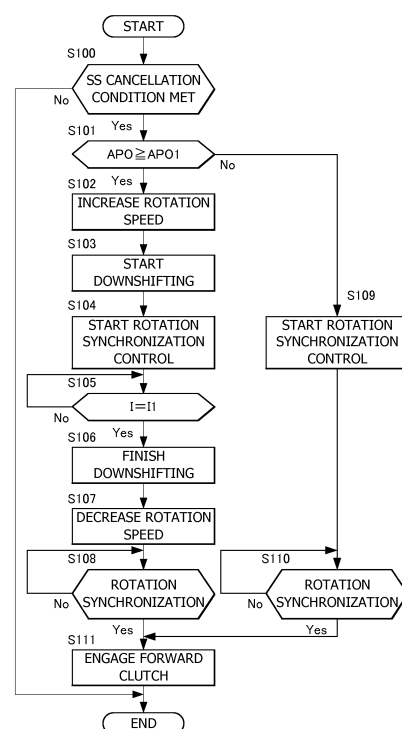 START
S100
SS CANCELLATION
CONDITION MET
No
Yes
S101
APO≧APO1
No
Yes
S102
INCREASE ROTATION
SPEED
S103
START
DOWNSHIFTING
S104
START ROTATION
SYNCHRONIZATION
CONTROL
S109
START ROTATION
SYNCHRONIZATION
CONTROL
S105
I=I1
No
Yes
S106
FINISH
DOWNSHIFTING
S107
DECREASE ROTATION
SPEED
S108
ROTATION
SYNCHRONIZATION
No
Yes
S110
ROTATION
SYNCHRONIZATION
No
Yes
S111
ENGAGE FORWARD
CLUTCH
END